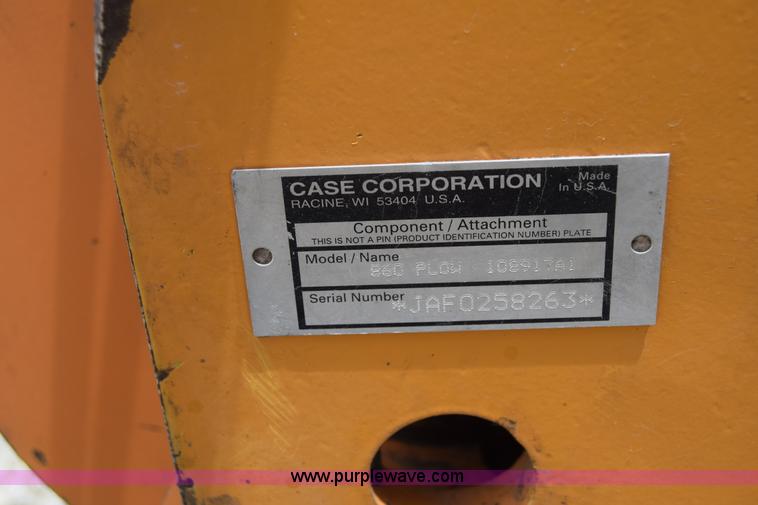 CASE CORPORATION
Made
In U.S.A.
RACINE, WI 53404 U.S.A.
Component / Attachment
THIS IS NOT A PIN (PRODUCT IDENTIFICATION NUMBER) PLATE
Model / Name
860 PLOW 108917A1
Serial Number
*JAF0258263*
www.purplewave.com